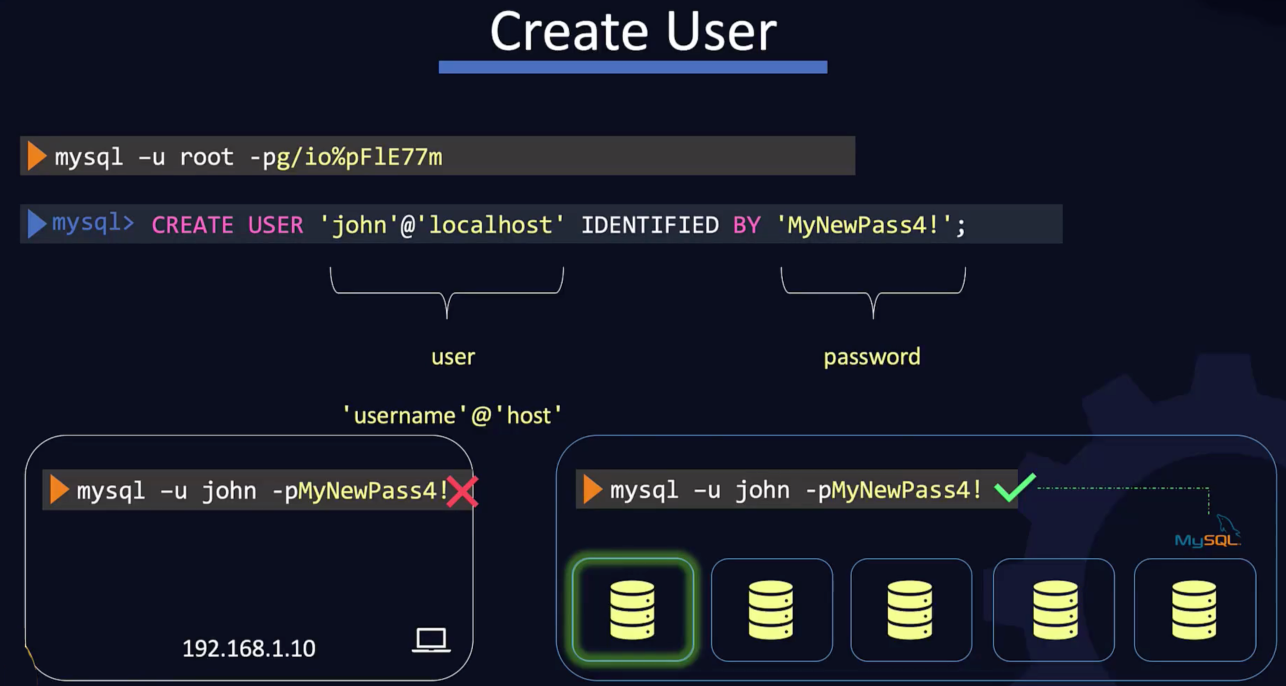 Create User
mysql –u root -pg/io%pFlE77m
mysql> CREATE USER 'john'@'localhost' IDENTIFIED BY 'MyNewPass4!';
user
password
'username'@'host'
mysql –u john -pMyNewPass4!
192.168.1.10
mysql –u john -pMyNewPass4!
MySQL